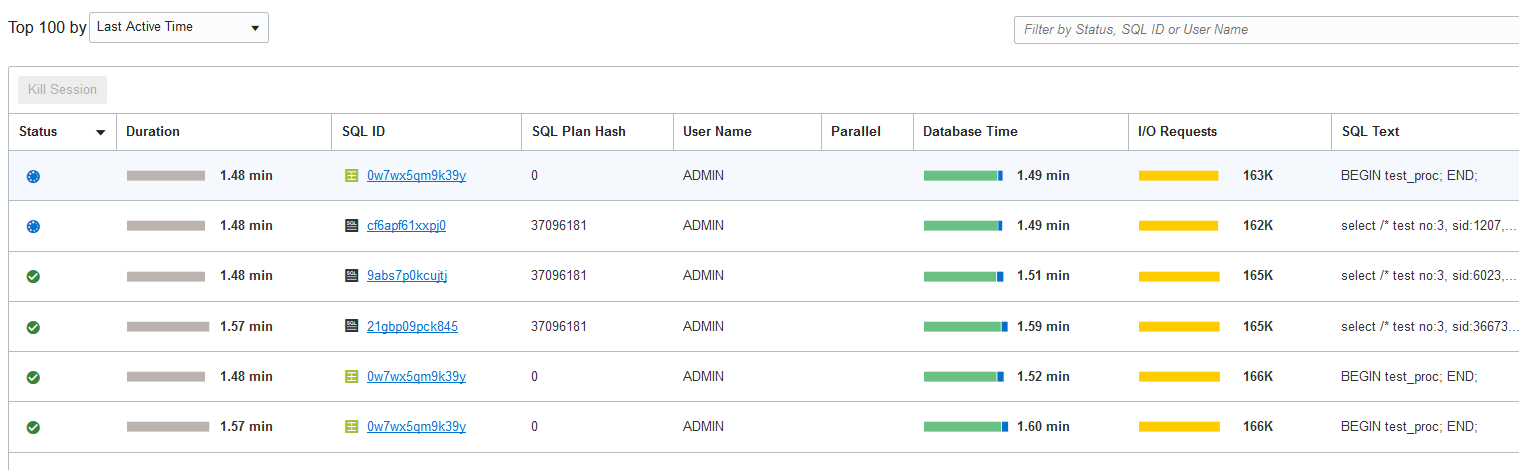 Top 100 by Last Active Time
Filter by Status, SQL ID or User Name
Kill Session
Status Duration SQL ID SQL Plan Hash User Name Parallel Database Time I/O Requests SQL Text
1.48 min 0w7wx5qm9k39y 0 ADMIN 1.49 min 163K BEGIN test_proc; END;
1.48 min SQL cf6apf61xxpj0 37096181 ADMIN 1.49 min 162K select /* test no:3, sid:1207,...
1.48 min SQL 9abs7p0kcujtj 37096181 ADMIN 1.51 min 165K select /* test no:3, sid:6023,...
1.57 min SQL 21gbp09pck845 37096181 ADMIN 1.59 min 165K select /* test no:3, sid:36673...
1.48 min 0w7wx5qm9k39y 0 ADMIN 1.52 min 166K BEGIN test_proc; END;
1.57 min 0w7wx5qm9k39y 0 ADMIN 1.60 min 166K BEGIN test_proc; END;